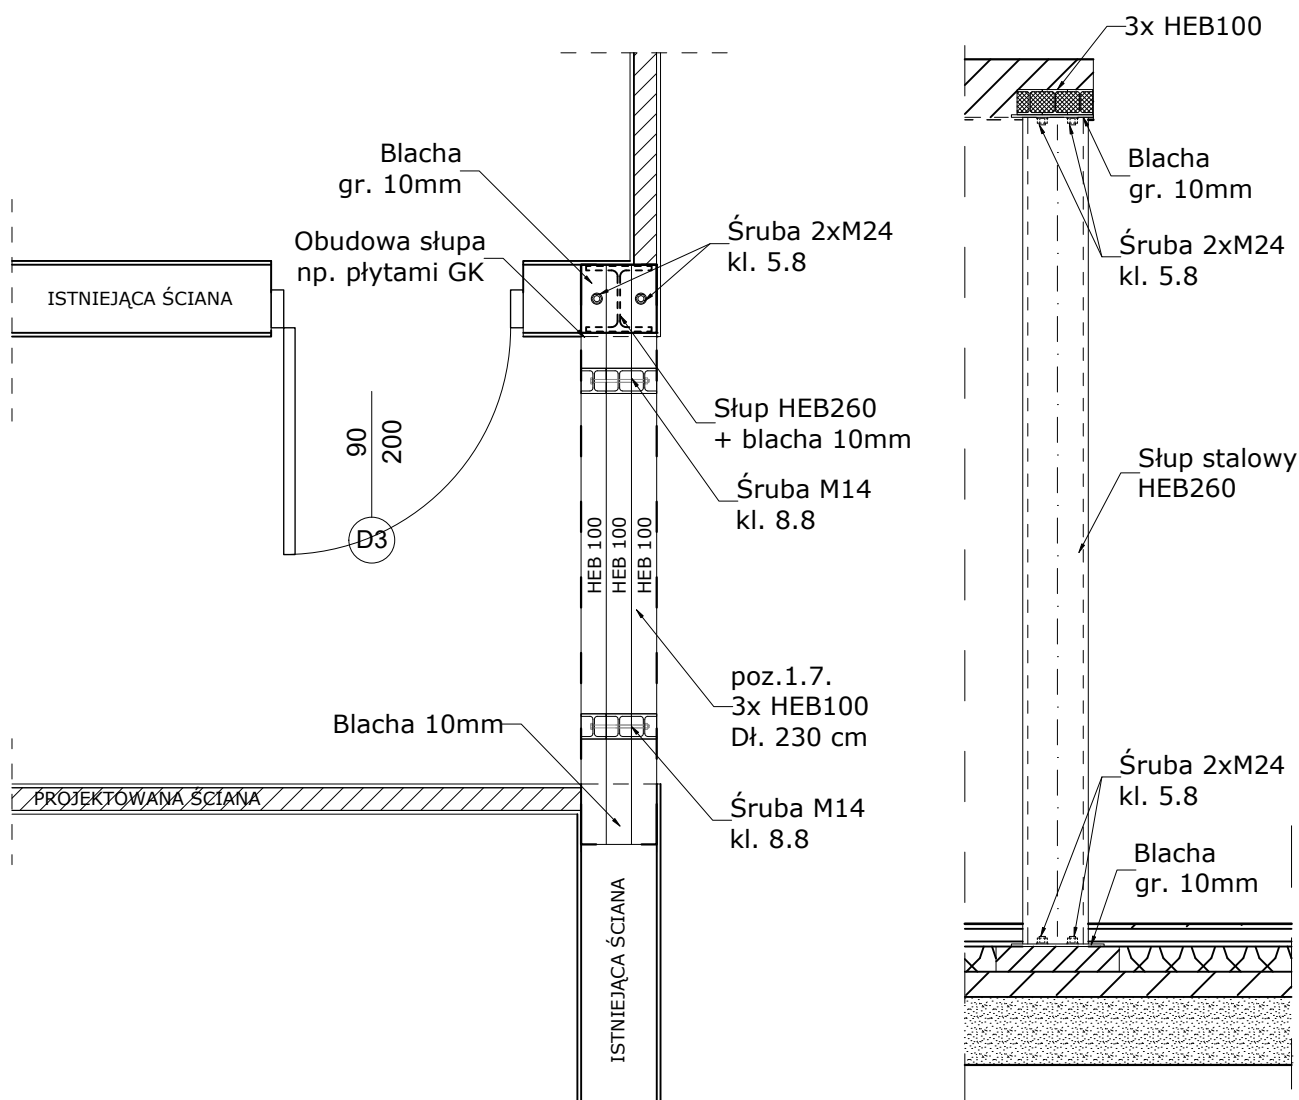 3x HEB100
Blacha
gr. 10mm
Obudowa słupa
np. płytami GK
Śruba 2xM24
kl. 5.8
Blacha
gr. 10mm
Śruba 2xM24
kl. 5.8
ISTNIEJĄCA ŚCIANA
90
200
D3
Słup HEB260
+ blacha 10mm
Śruba M14
kl. 8.8
Słup stalowy
HEB260
HEB 100
HEB 100
HEB 100
poz.1.7.
3x HEB100
Dł. 230 cm
Blacha 10mm
Śruba M14
kl. 8.8
PROJEKTOWANA ŚCIANA
ISTNIEJĄCA ŚCIANA
Śruba 2xM24
kl. 5.8
Blacha
gr. 10mm